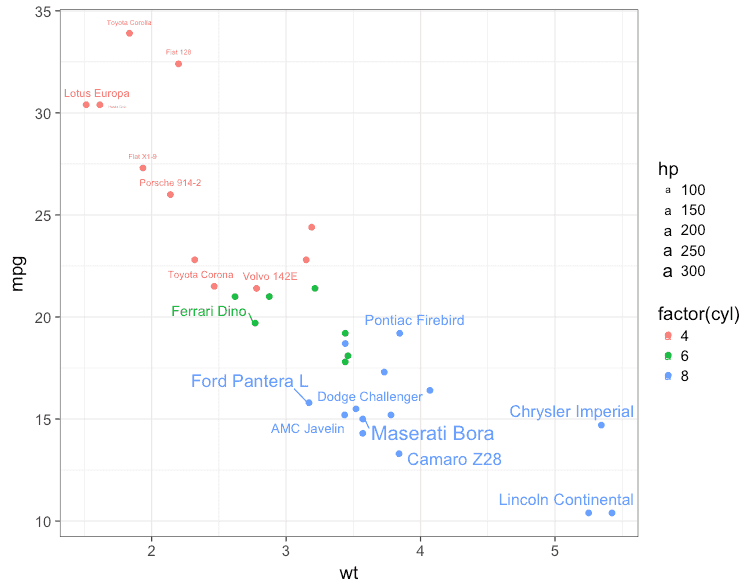 35
Toyota Corolla
Fiat 128
Lotus Europa
30
Fiat X1-9
Porsche 914-2
25
Toyota Corona
Volvo 142E
Ferrari Dino
20
Pontiac Firebird
Ford Pantera L
Dodge Challenger
Chrysler Imperial
15
AMC Javelin
Maserati Bora
Camaro Z28
Lincoln Continental
10
2 3 4 5
wt
mpg
hp
a 100
a 150
a 200
a 250
a 300
factor(cyl)
a 4
a 6
a 8